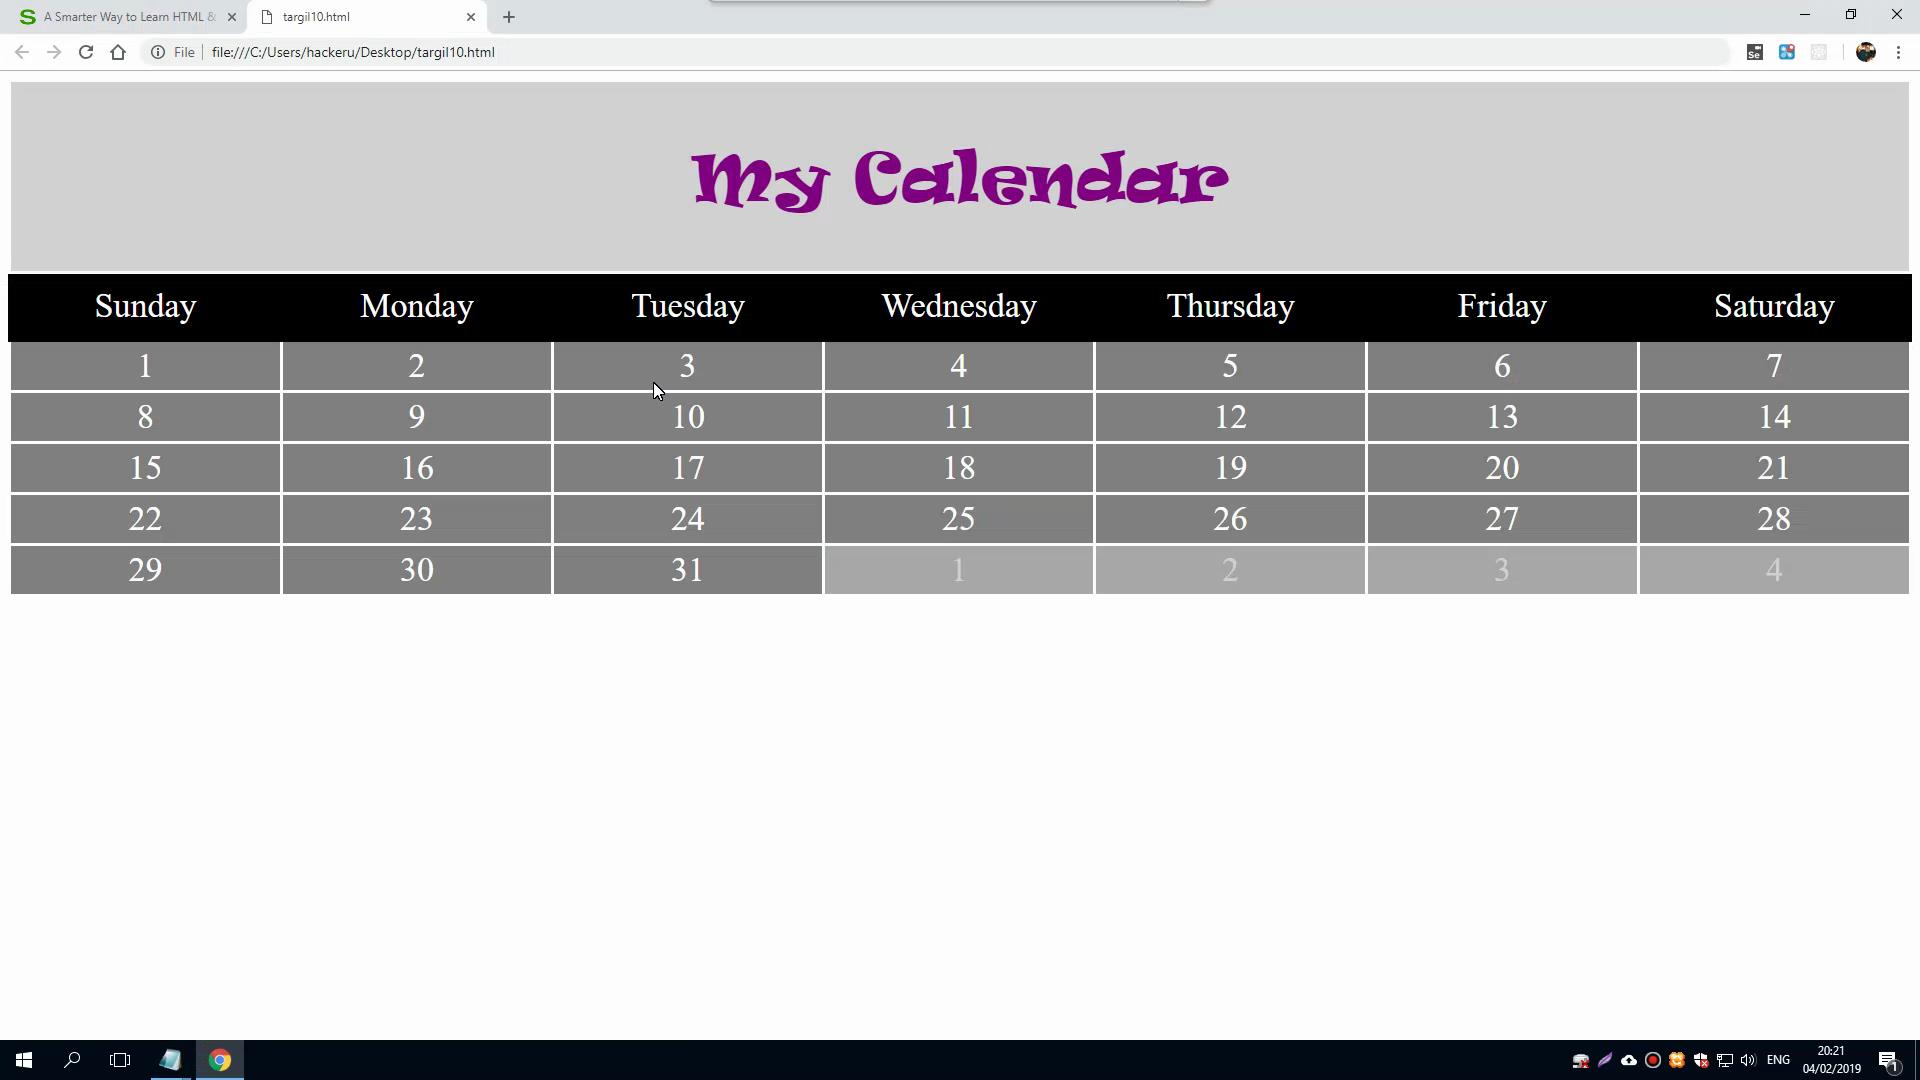 A Smarter Way to Learn HTML &
targil10.html
File
file:///C:/Users/hackeru/Desktop/targil10.html
Se
My Calendar
Sunday Monday Tuesday Wednesday Thursday Friday Saturday
1 2 3 4 5 6 7
8 9 10 11 12 13 14
15 16 17 18 19 20 21
22 23 24 25 26 27 28
29 30 31 1 2 3 4
ENG
20:21
04/02/2019
1